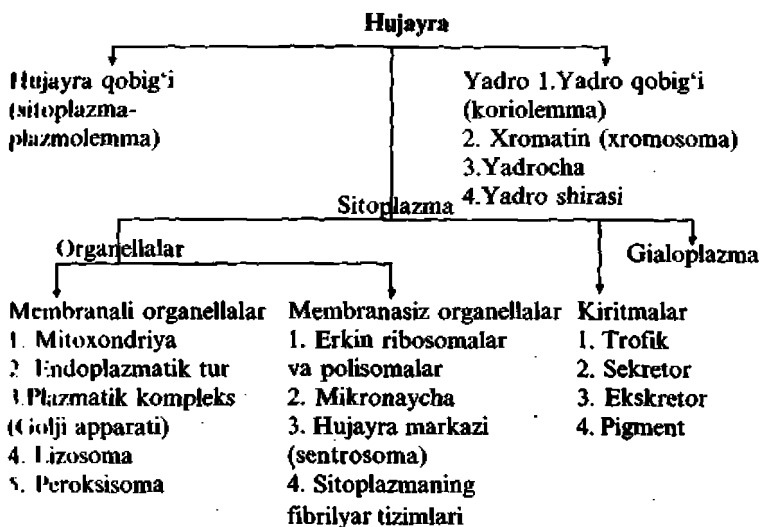 Hujayra
Hujayra qobig‘i
(sitoplazma-
plazmolemma)
Yadro 1.Yadro qobig‘i
(koriolemma)
2. Xromatin (xromosoma)
3.Yadrocha
4.Yadro shirasi
Sitoplazma
Organellalar
Gialoplazma
Membranali organellalar
1. Mitoxondriya
2. Endoplazmatik tur
3.Plazmatik kompleks
(Golji apparati)
4. Lizosoma
5. Peroksisoma
Membranasiz organellalar
1. Erkin ribosomalar
va polisomalar
2. Mikronaycha
3. Hujayra markazi
(sentrosoma)
4. Sitoplazmaning
fibrilyar tizimlari
Kiritmalar
1. Trofik
2. Sekretor
3. Ekskretor
4. Pigment